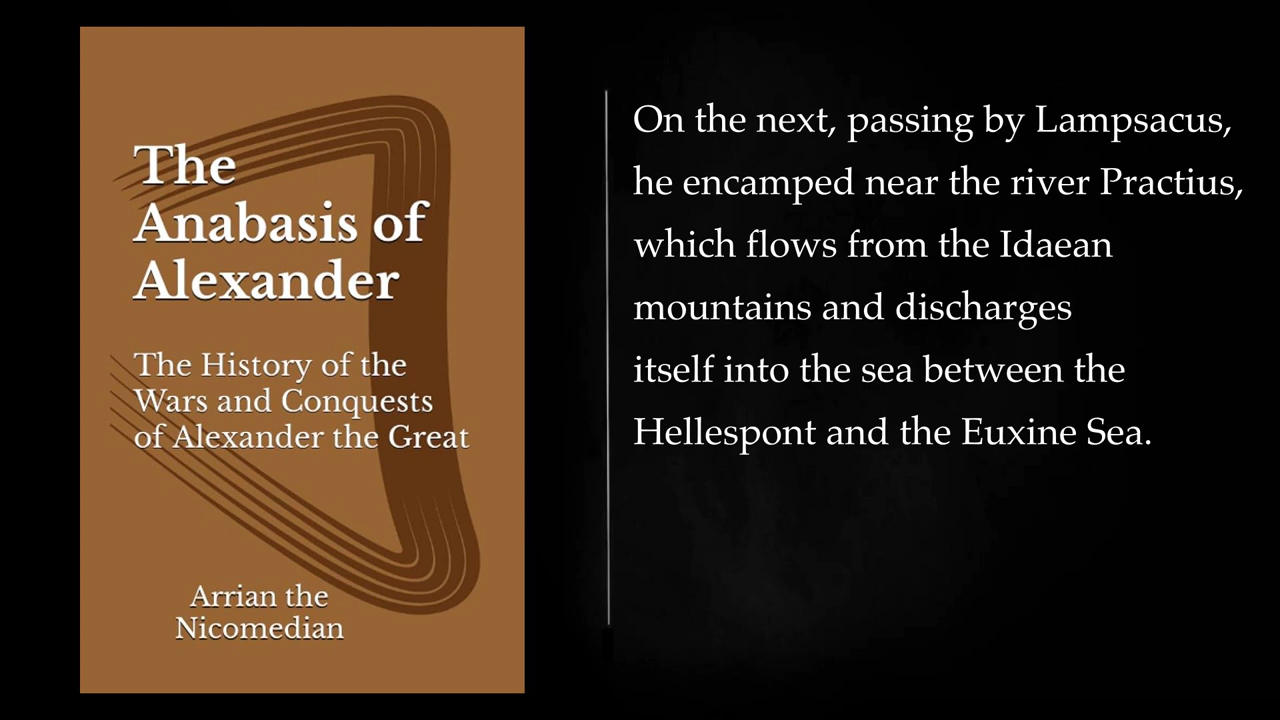 The
Anabasis of
Alexander
The History of the
Wars and Conquests
of Alexander the Great
Arrian the
Nicomedian
On the next, passing by Lampsacus,
he encamped near the river Practius,
which flows from the Idaean
mountains and discharges
itself into the sea between the
Hellespont and the Euxine Sea.